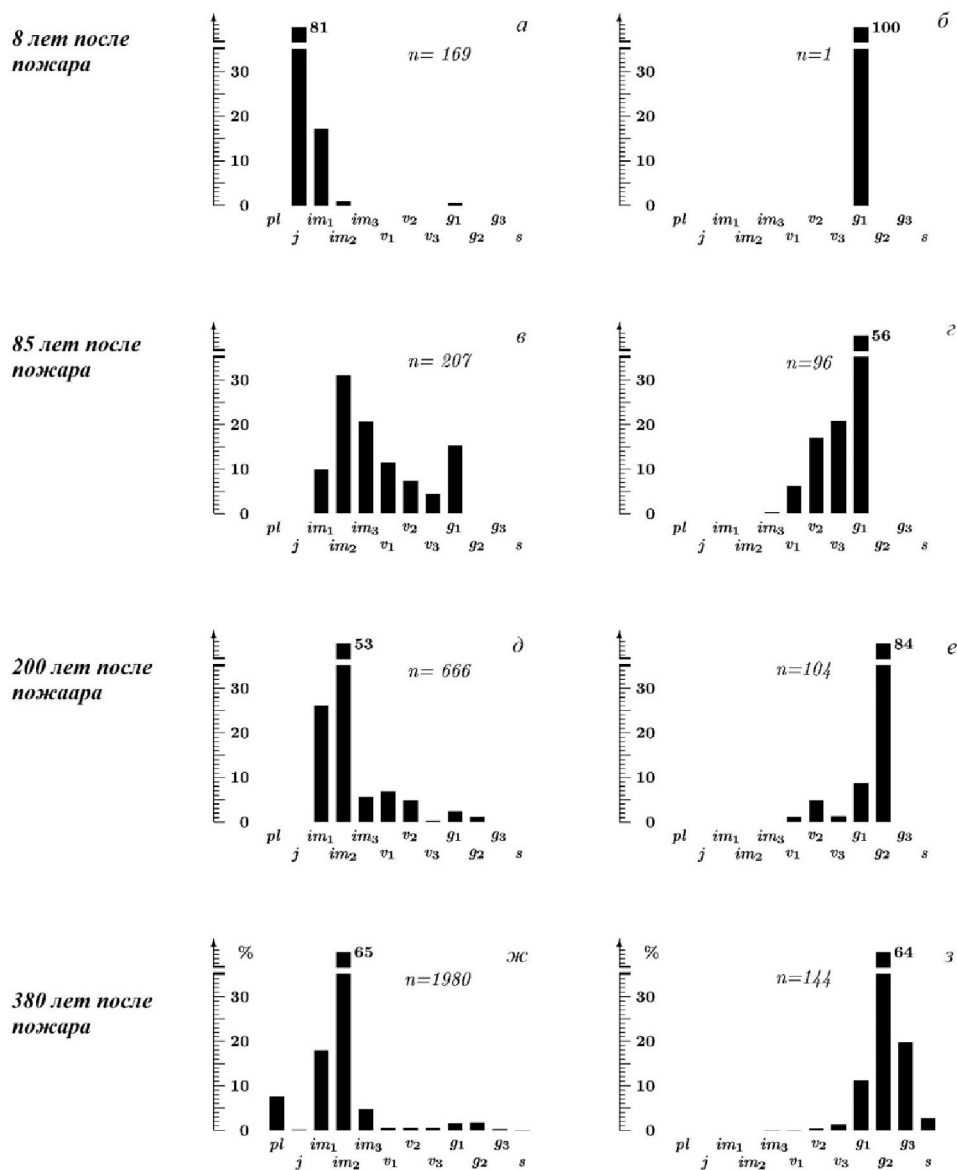 8 лет после
пожара
81
а
n= 169
30
20
10
0
pl im₁ im₃ v₂ g₁ g₃
j im₂ v₁ v₃ g₂ s
100
б
n=1
30
20
10
0
pl im₁ im₃ v₂ g₁ g₃
j im₂ v₁ v₃ g₂ s
85 лет после
пожара
в
n= 207
30
20
10
0
pl im₁ im₃ v₂ g₁ g₃
j im₂ v₁ v₃ g₂ s
56
г
n=96
30
20
10
0
pl im₁ im₃ v₂ g₁ g₃
j im₂ v₁ v₃ g₂ s
200 лет после
пожаара
53
д
n= 666
30
20
10
0
pl im₁ im₃ v₂ g₁ g₃
j im₂ v₁ v₃ g₂ s
84
е
n=104
30
20
10
0
pl im₁ im₃ v₂ g₁ g₃
j im₂ v₁ v₃ g₂ s
380 лет после
пожара
%
65
ж
n=1980
30
20
10
0
pl im₁ im₃ v₂ g₁ g₃
j im₂ v₁ v₃ g₂ s
%
64
з
n=144
30
20
10
0
pl im₁ im₃ v₂ g₁ g₃
j im₂ v₁ v₃ g₂ s